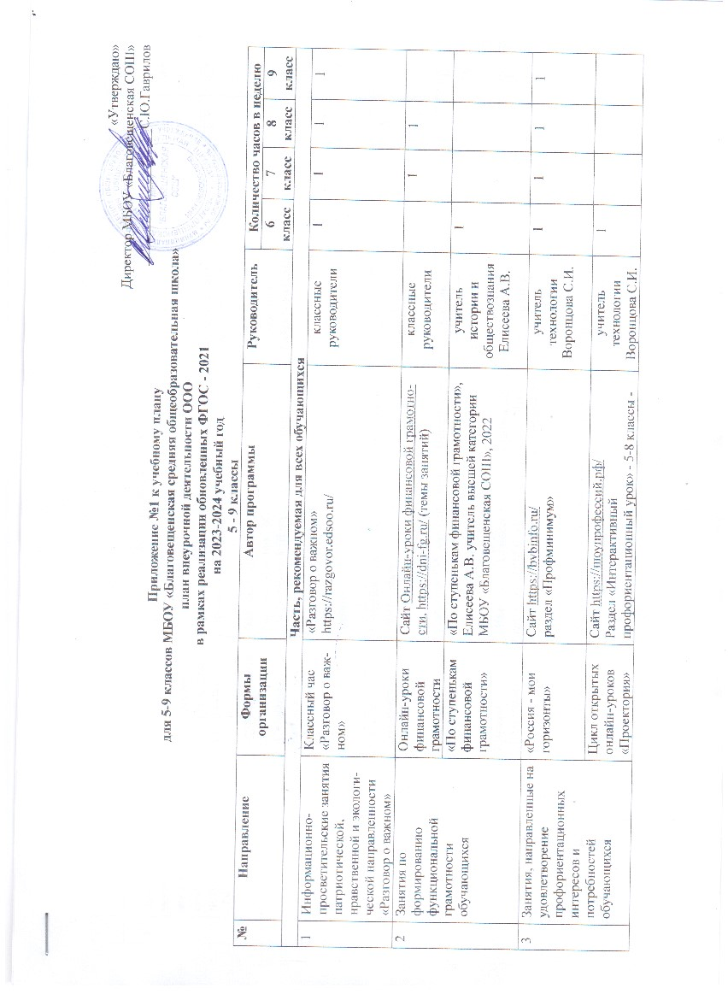 «Утверждаю»
Директор МБОУ «Благовещенская СОШ»
С.Ю.Гаврилов
Приложение №1 к учебному плану
для 5-9 классов МБОУ «Благовещенская средняя общеобразовательная школа»
план внеурочной деятельности ООО
в рамках реализации обновленных ФГОС - 2021
на 2023-2024 учебный год
5 - 9 классы
№
Направление
Формы
организации
Автор программы
Руководитель
Количество часов в неделю
6
класс
7
класс
8
класс
9
класс
Часть, рекомендуемая для всех обучающихся
1
Информационно-
просветительские занятия
патриотической,
нравственной и экологи-
ческой направленности
«Разговор о важном»
Классный час
«Разговор о важ-
ном»
«Разговор о важном»
https://razgovor.edsoo.ru/
классные
руководители
1
1
1
1
2
Занятия по
формированию
функциональной
грамотности
обучающихся
Онлайн-уроки
финансовой
грамотности
Сайт Онлайн-уроки финансовой грамотно-
сти, https://dni-fg.ru/ (темы занятий)
классные
руководители
1
1
«По ступенькам
финансовой
грамотности»
«По ступенькам финансовой грамотности»,
Елисеева А.В. учитель высшей категории
МБОУ «Благовещенская СОШ», 2022
учитель
истории и
обществознания
Елисеева А.В.
1
3
Занятия, направленные на
удовлетворение
профориентационных
интересов и
потребностей
обучающихся
«Россия - мои
горизонты»
Сайт https://bvbinfo.ru/
раздел «Профминимум»
учитель
технологии
Воронцова С.И.
1
1
1
1
Цикл открытых
онлайн-уроков
«Проектория»
Сайт https://шоупрофессий.рф/
Раздел «Интерактивный
профориентационный урок» - 5-8 классы -
учитель
технологии
Воронцова С.И.
1